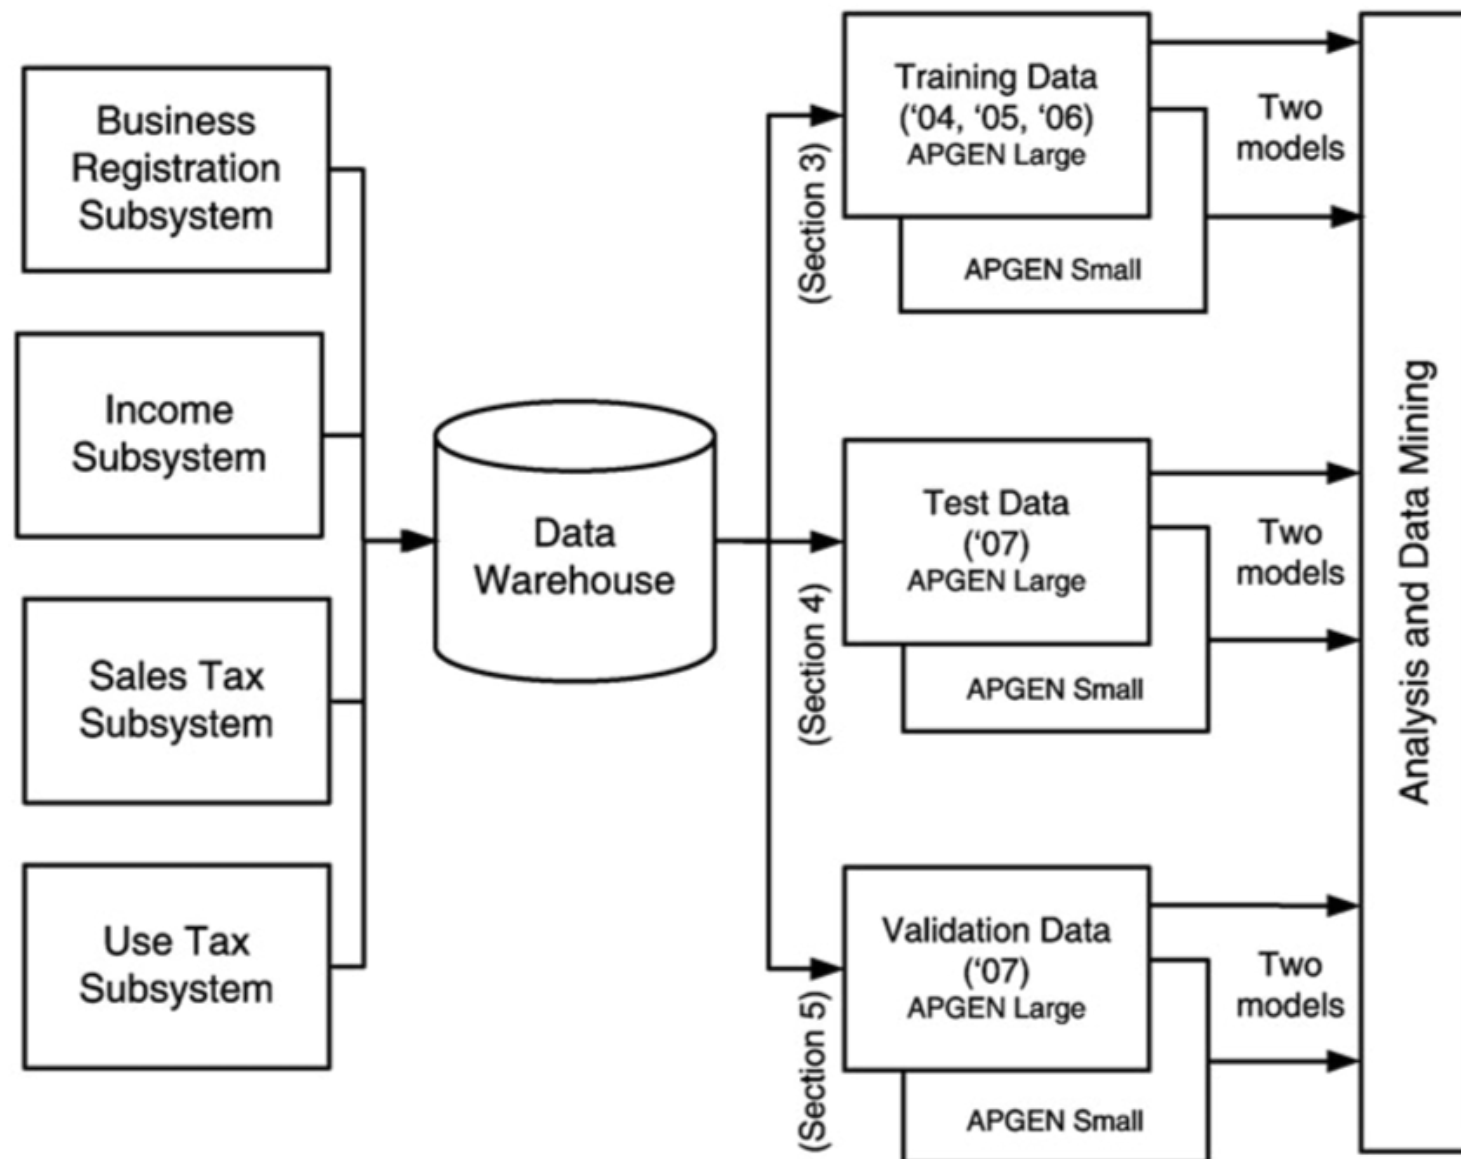 Business
Registration
Subsystem
Income
Subsystem
Sales Tax
Subsystem
Use Tax
Subsystem
Data
Warehouse
(Section 3)
Training Data
(‘04, ‘05, ‘06)
APGEN Large
APGEN Small
Two
models
(Section 4)
Test Data
(‘07)
APGEN Large
APGEN Small
Two
models
(Section 5)
Validation Data
(‘07)
APGEN Large
APGEN Small
Two
models
Analysis and Data Mining